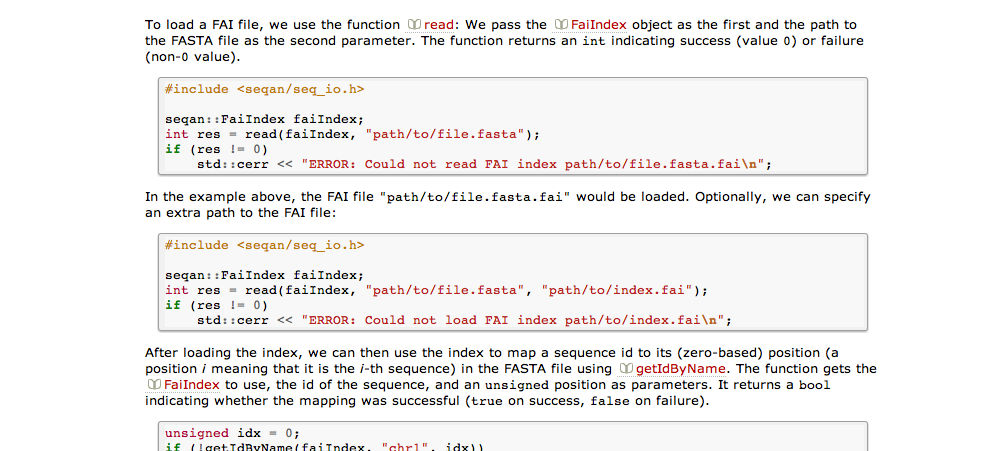 To load a FAI file, we use the function read: We pass the FaiIndex object as the first and the path to
the FASTA file as the second parameter. The function returns an int indicating success (value 0) or failure
(non-0 value).
#include <seqan/seq_io.h>
seqan::FaiIndex faiIndex;
int res = read(faiIndex, "path/to/file.fasta");
if (res != 0)
std::cerr << "ERROR: Could not read FAI index path/to/file.fasta.fai\n";
In the example above, the FAI file "path/to/file.fasta.fai" would be loaded. Optionally, we can specify
an extra path to the FAI file:
#include <seqan/seq_io.h>
seqan::FaiIndex faiIndex;
int res = read(faiIndex, "path/to/file.fasta", "path/to/index.fai");
if (res != 0)
std::cerr << "ERROR: Could not load FAI index path/to/index.fai\n";
After loading the index, we can then use the index to map a sequence id to its (zero-based) position (a
position i meaning that it is the i-th sequence) in the FASTA file using getIdByName. The function gets the
FaiIndex to use, the id of the sequence, and an unsigned position as parameters. It returns a bool
indicating whether the mapping was successful (true on success, false on failure).
unsigned idx = 0;
if (!getIdByName(faiIndex, "chr1", idx))